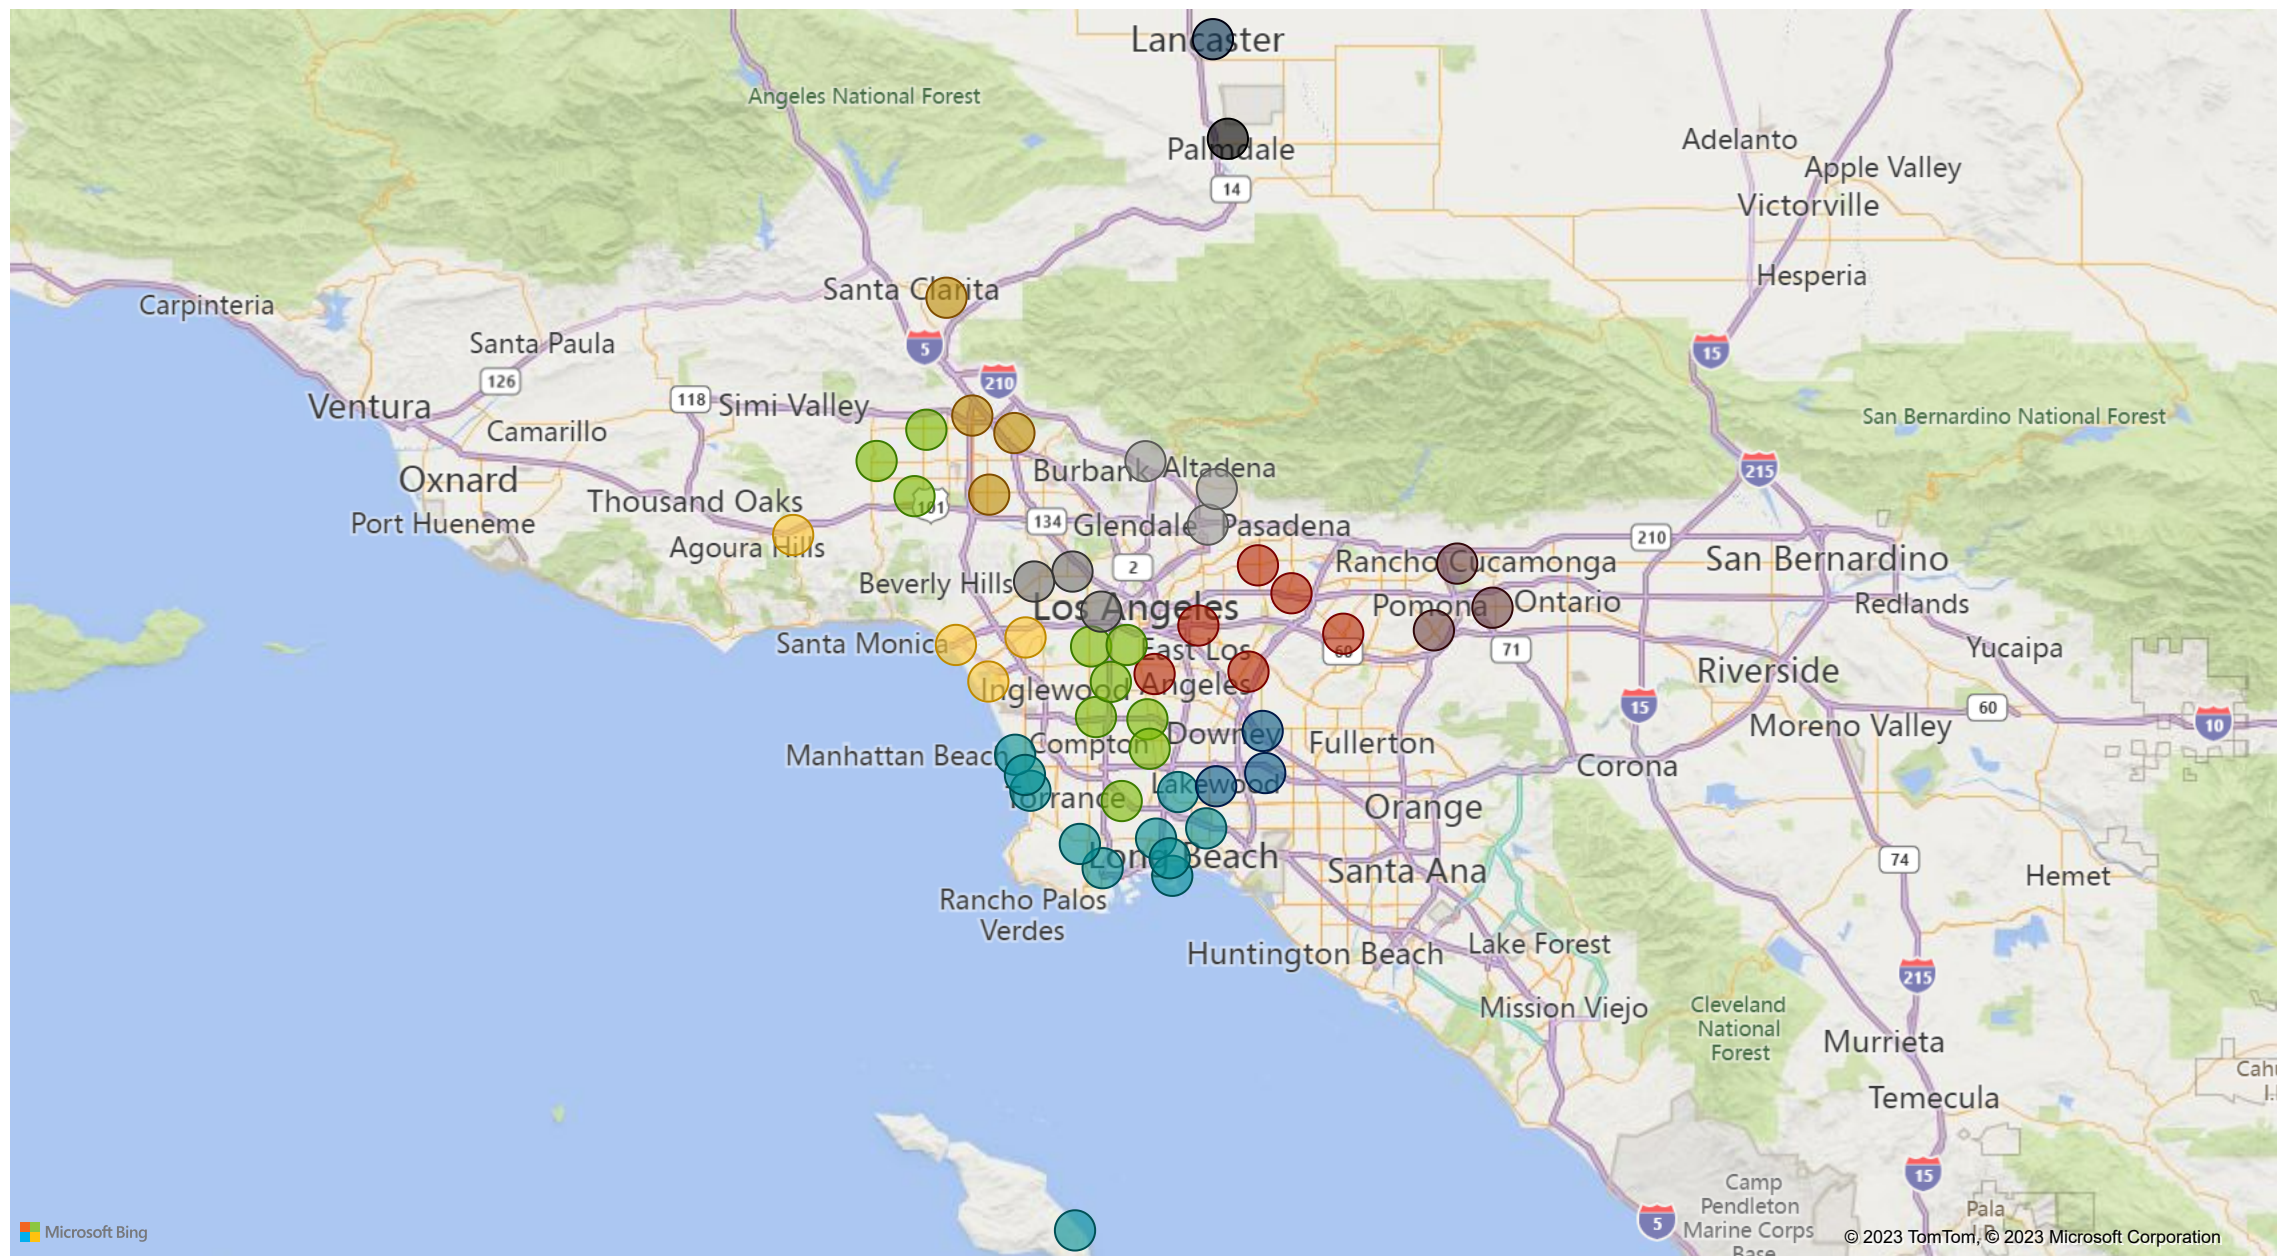 Lancaster
Angeles National Forest
Palmdale
Adelanto
Apple Valley
14
Victorville
Hesperia
Santa Clarita
Carpinteria
Santa Paula
5
15
126
210
118
Simi Valley
Ventura
San Bernardino National Forest
Camarillo
Burbank
Altadena
215
Oxnard
Thousand Oaks
101
Port Hueneme
134
Glendale
Pasadena
210
Agoura Hills
San Bernardino
Rancho Cucamonga
2
Beverly Hills
Los Angeles
Pomona
Ontario
Redlands
Santa Monica
East Los
Angeles
60
71
Yucaipa
Riverside
Inglewood
15
60
Moreno Valley
10
Downey
Compton
Fullerton
Manhattan Beach
Corona
Lakewood
Torrance
Orange
Long Beach
74
Santa Ana
Hemet
Rancho Palos
Verdes
Huntington Beach
Lake Forest
215
Mission Viejo
Cleveland
National
Forest
Murrieta
Temecula
15
Camp
Pendleton
Marine Corps
Base
Pala
5
Microsoft Bing
© 2023 TomTom, © 2023 Microsoft Corporation